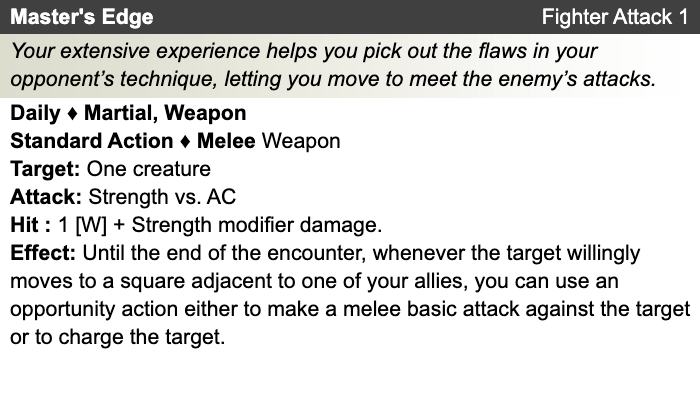 Master's Edge Fighter Attack 1
Your extensive experience helps you pick out the flaws in your
opponent’s technique, letting you move to meet the enemy’s attacks.
Daily ♦ Martial, Weapon
Standard Action ♦ Melee Weapon
Target: One creature
Attack: Strength vs. AC
Hit : 1 [W] + Strength modifier damage.
Effect: Until the end of the encounter, whenever the target willingly
moves to a square adjacent to one of your allies, you can use an
opportunity action either to make a melee basic attack against the target
or to charge the target.